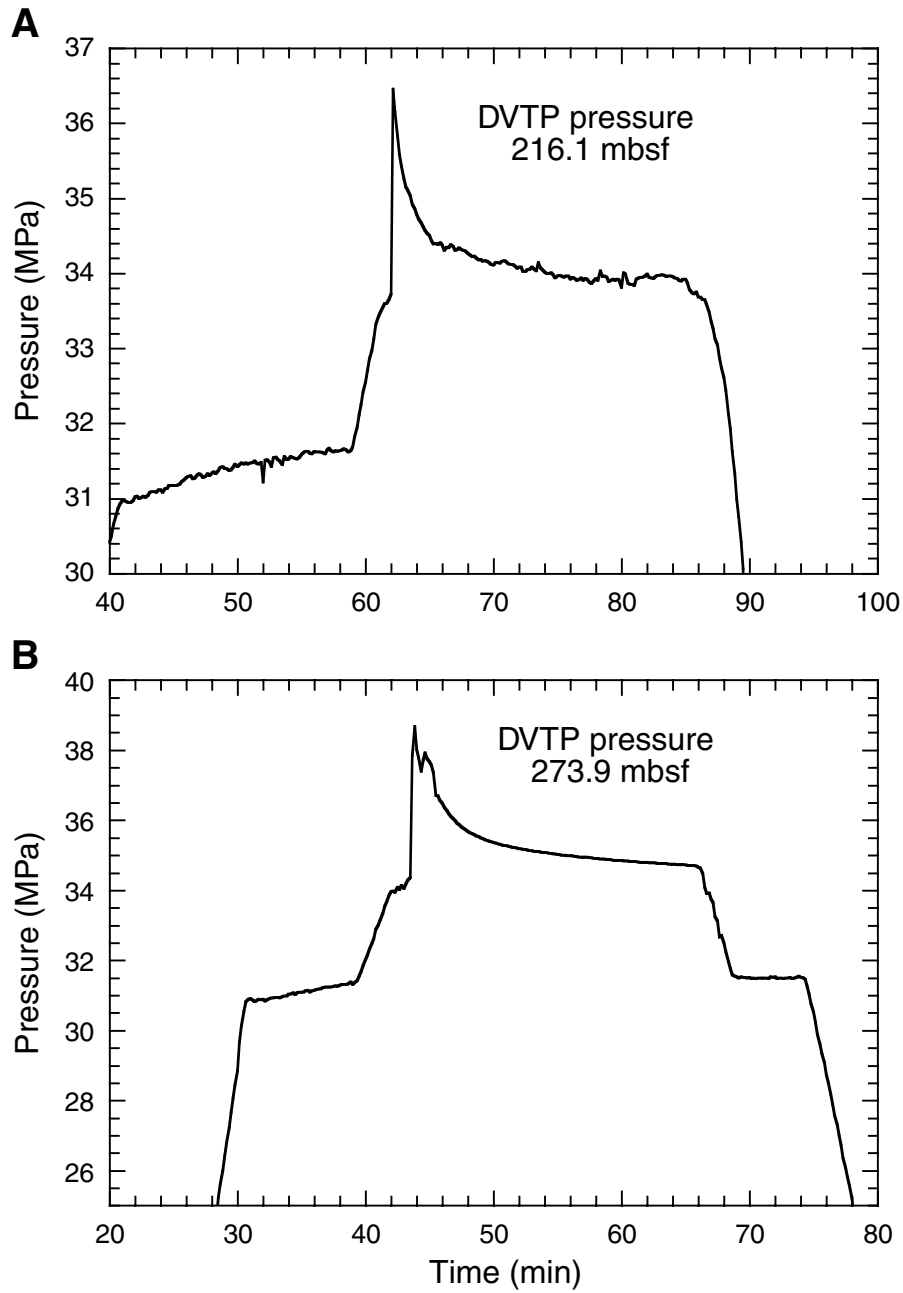 A
37
36
35
34
33
32
31
30
Pressure (MPa)
DVTP pressure
216.1 mbsf
40 50 60 70 80 90 100
B
40
38
36
34
32
30
28
26
Pressure (MPa)
DVTP pressure
273.9 mbsf
20 30 40 50 60 70 80
Time (min)